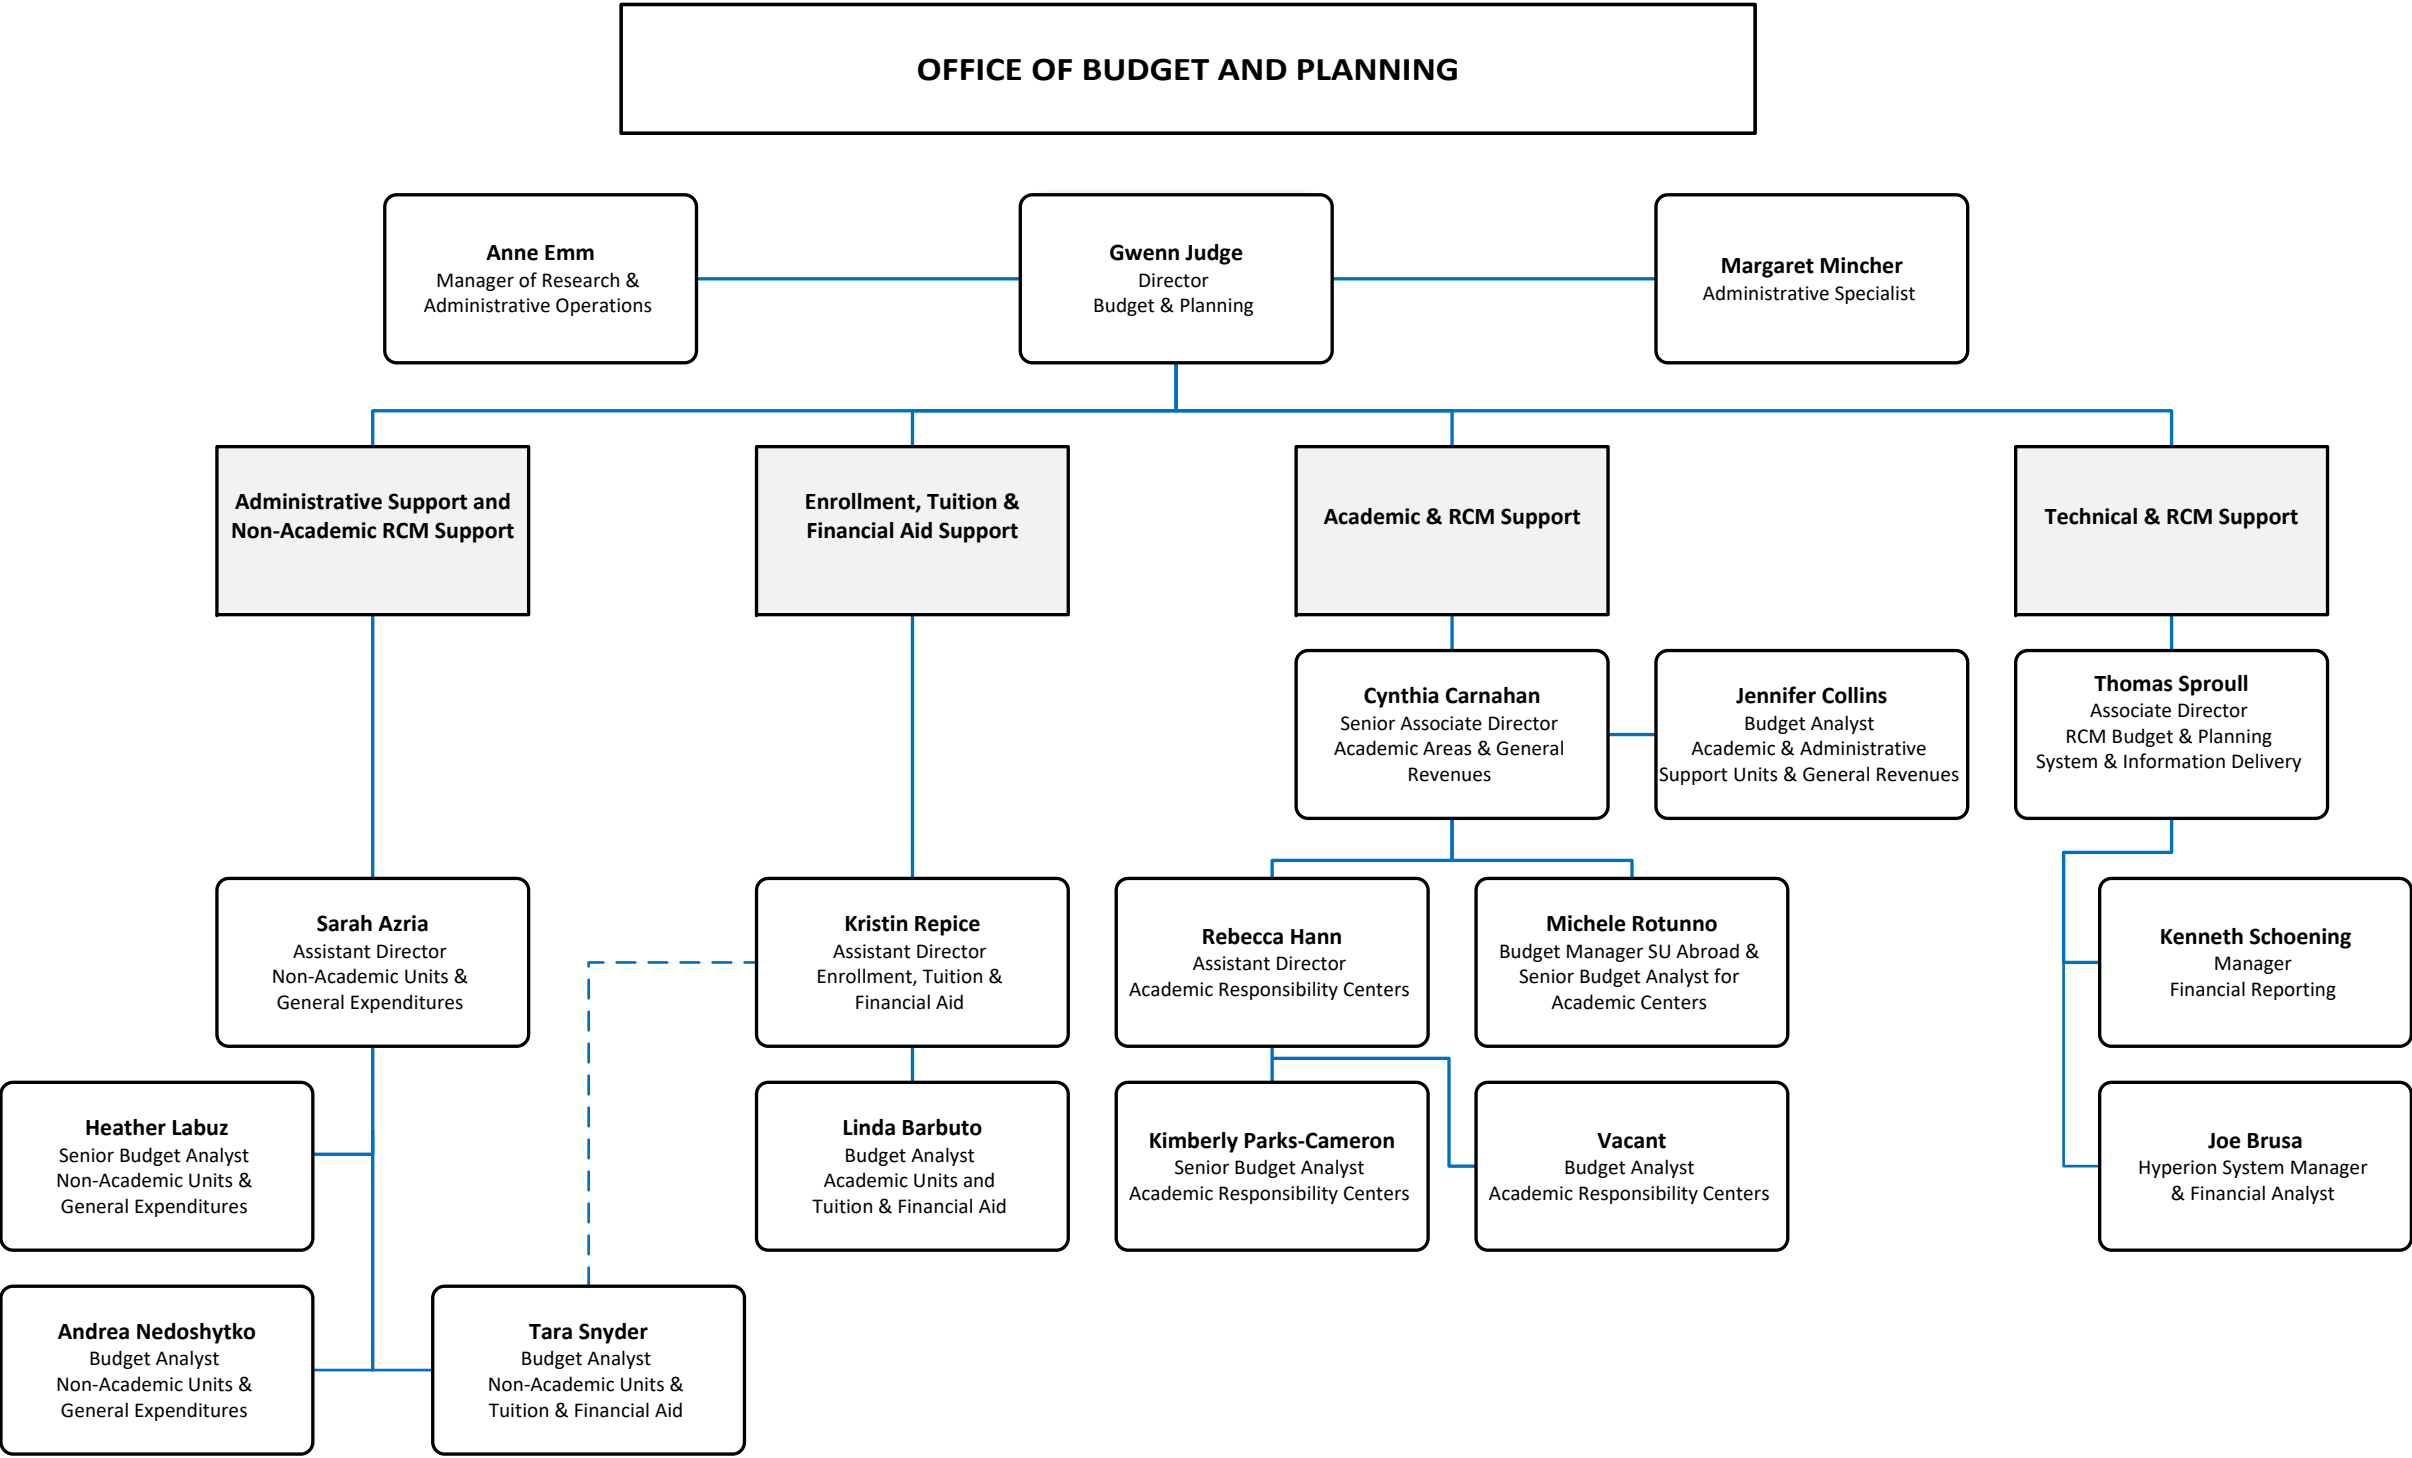 OFFICE OF BUDGET AND PLANNING
Anne Emm
Manager of Research &
Administrative Operations
Gwenn Judge
Director
Budget & Planning
Margaret Mincher
Administrative Specialist
Administrative Support and
Non-Academic RCM Support
Enrollment, Tuition &
Financial Aid Support
Academic & RCM Support
Technical & RCM Support
Cynthia Carnahan
Senior Associate Director
Academic Areas & General
Revenues
Jennifer Collins
Budget Analyst
Academic & Administrative
Support Units & General Revenues
Thomas Sproull
Associate Director
RCM Budget & Planning
System & Information Delivery
Sarah Azria
Assistant Director
Non-Academic Units &
General Expenditures
Kristin Repice
Assistant Director
Enrollment, Tuition &
Financial Aid
Rebecca Hann
Assistant Director
Academic Responsibility Centers
Michele Rotunno
Budget Manager SU Abroad &
Senior Budget Analyst for
Academic Centers
Kenneth Schoening
Manager
Financial Reporting
Heather Labuz
Senior Budget Analyst
Non-Academic Units &
General Expenditures
Linda Barbuto
Budget Analyst
Academic Units and
Tuition & Financial Aid
Kimberly Parks-Cameron
Senior Budget Analyst
Academic Responsibility Centers
Vacant
Budget Analyst
Academic Responsibility Centers
Joe Brusa
Hyperion System Manager
& Financial Analyst
Andrea Nedoshytko
Budget Analyst
Non-Academic Units &
General Expenditures
Tara Snyder
Budget Analyst
Non-Academic Units &
Tuition & Financial Aid